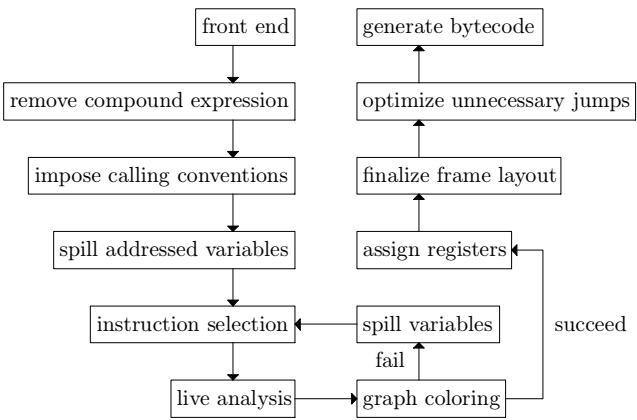 front end
remove compound expression
impose calling conventions
spill addressed variables
instruction selection
live analysis
generate bytecode
optimize unnecessary jumps
finalize frame layout
assign registers
spill variables
fail
graph coloring
succeed